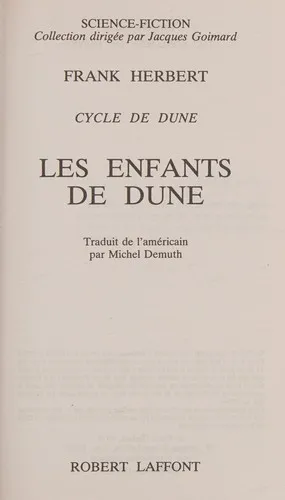 SCIENCE-FICTION
Collection dirigée par Jacques Goimard
FRANK HERBERT
CYCLE DE DUNE
LES ENFANTS
DE DUNE
Traduit de l'américain
par Michel Demuth
ROBERT LAFFONT